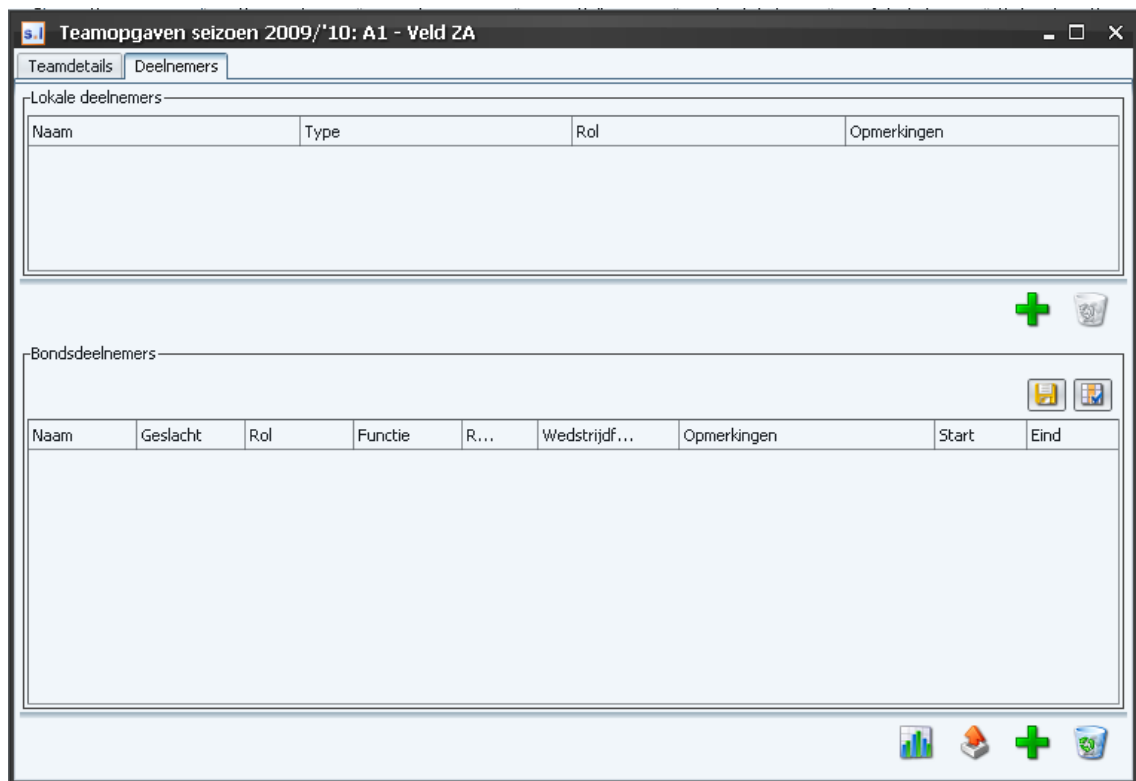 s.l Teamopgaven seizoen 2009/'10: A1 - Veld ZA
Teamdetails Deelnemers
Lokale deelnemers
Naam Type Rol Opmerkingen
Bondsdeelnemers
Naam Geslacht Rol Functie R... Wedstrijdf... Opmerkingen Start Eind